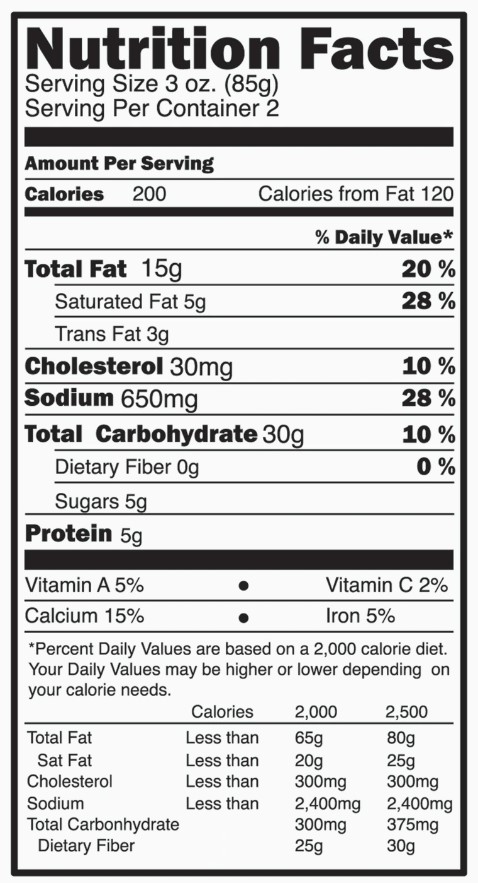 Nutrition Facts
Serving Size 3 oz. (85g)
Serving Per Container 2
Amount Per Serving
Calories 200 Calories from Fat 120
% Daily Value*
Total Fat 15g 20 %
Saturated Fat 5g 28 %
Trans Fat 3g
Cholesterol 30mg 10 %
Sodium 650mg 28 %
Total Carbohydrate 30g 10 %
Dietary Fiber 0g 0 %
Sugars 5g
Protein 5g
Vitamin A 5% ● Vitamin C 2%
Calcium 15% ● Iron 5%
*Percent Daily Values are based on a 2,000 calorie diet.
Your Daily Values may be higher or lower depending on
your calorie needs.
Calories 2,000 2,500
Total Fat Less than 65g 80g
Sat Fat Less than 20g 25g
Cholesterol Less than 300mg 300mg
Sodium Less than 2,400mg 2,400mg
Total Carbonhydrate 300mg 375mg
Dietary Fiber 25g 30g